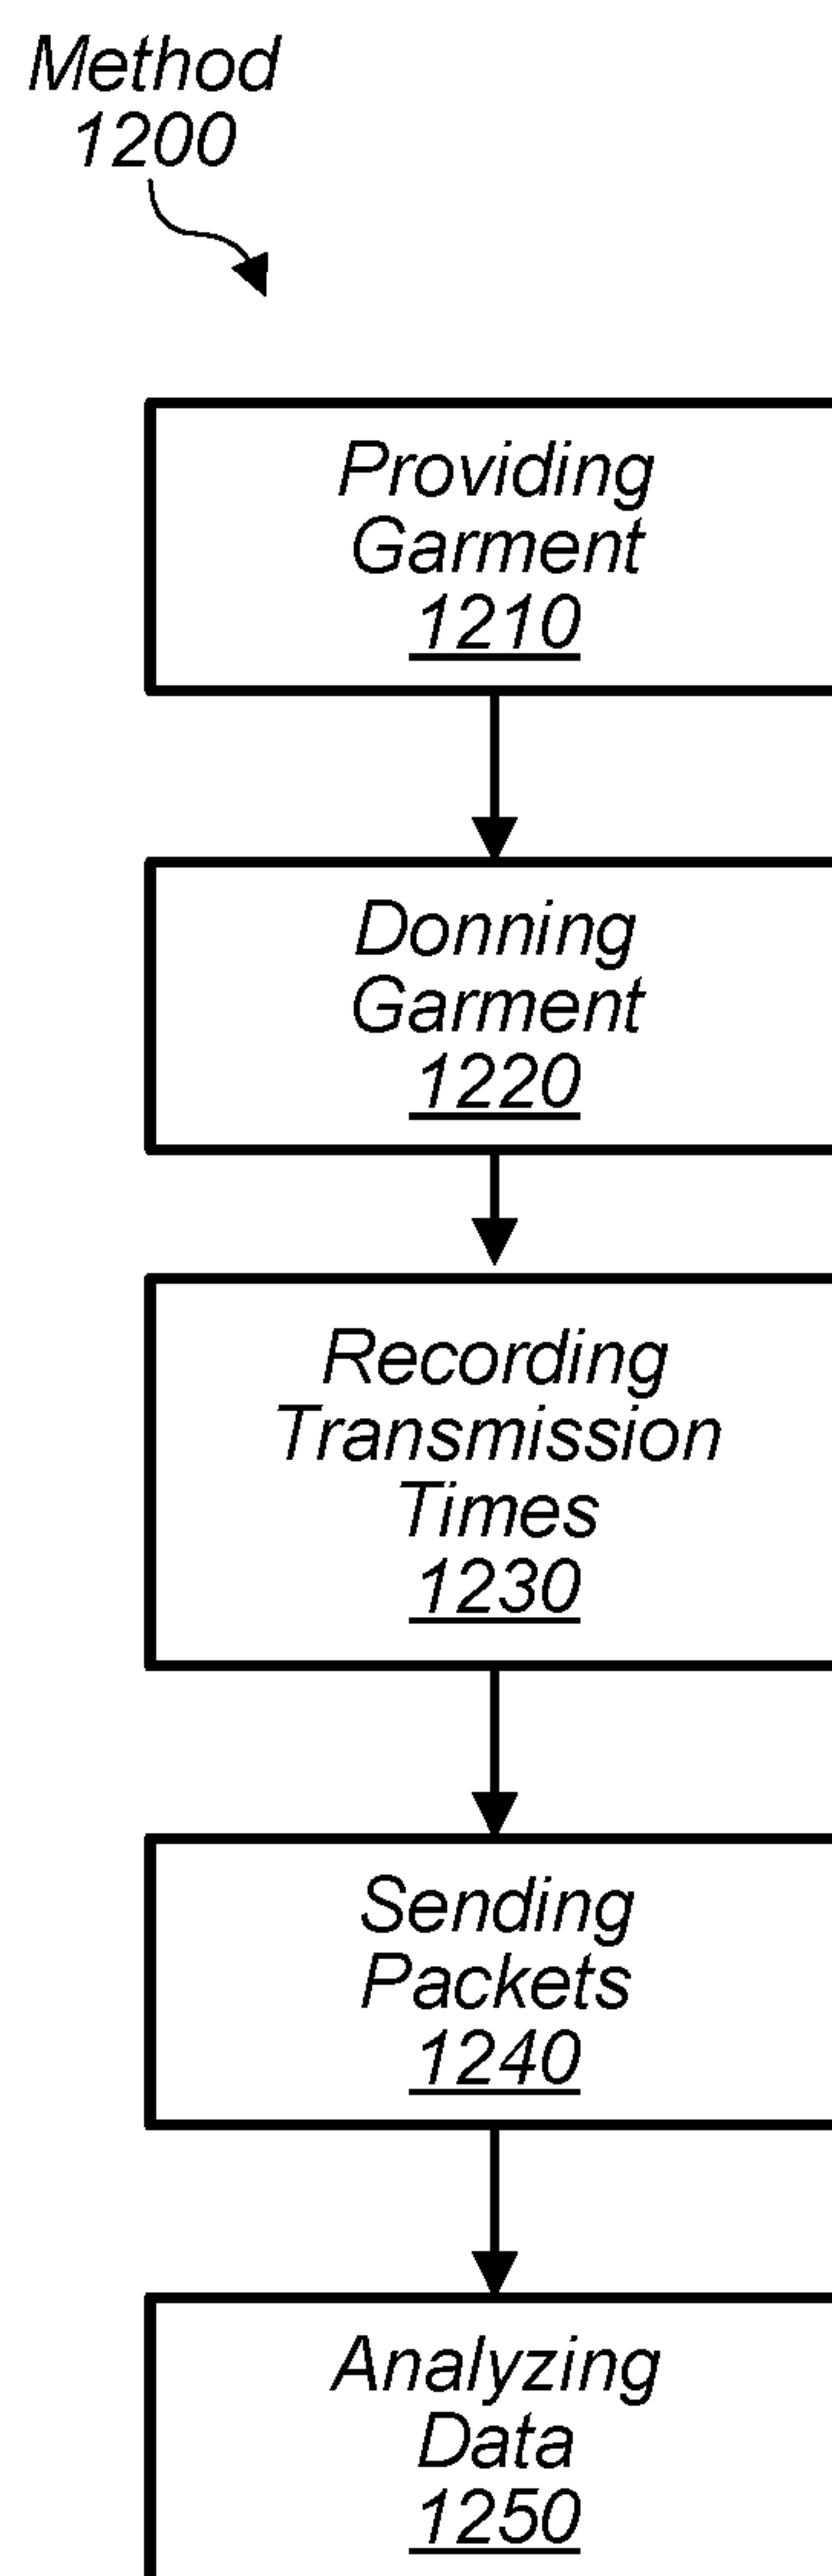 Method
1200
Providing
Garment
1210
Donning
Garment
1220
Recording
Transmission
Times
1230
Sending
Packets
1240
Analyzing
Data
1250